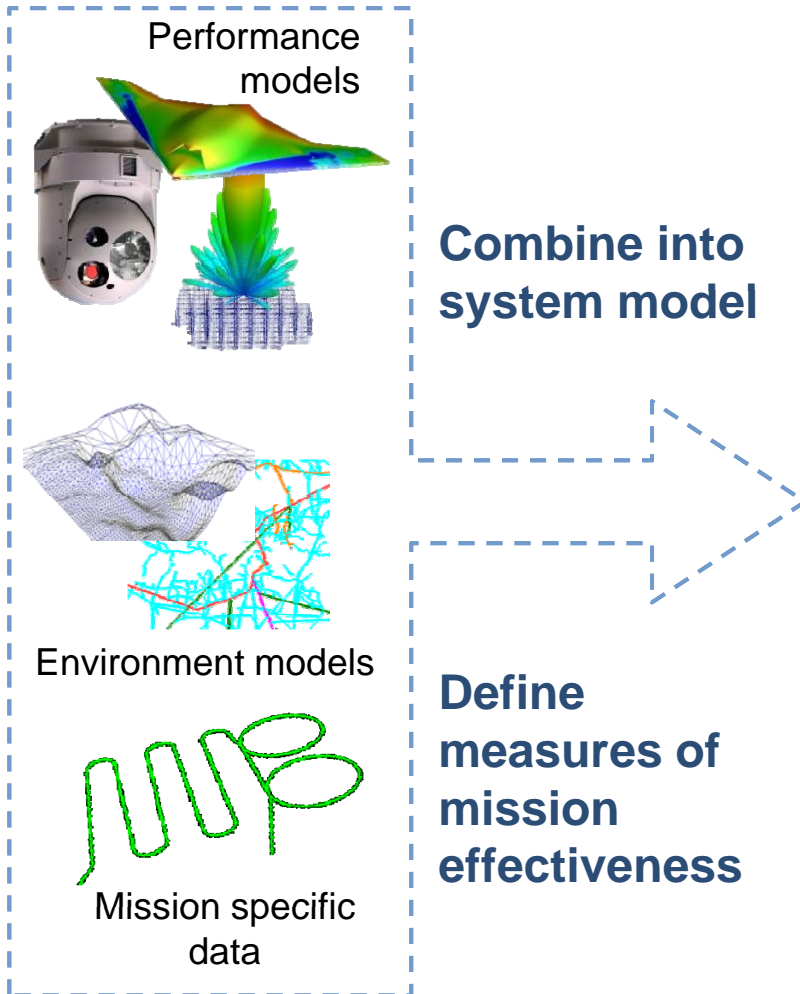 Performance
models
Combine into
system model
Environment models
Define
measures of
mission
effectiveness
Mission specific
data